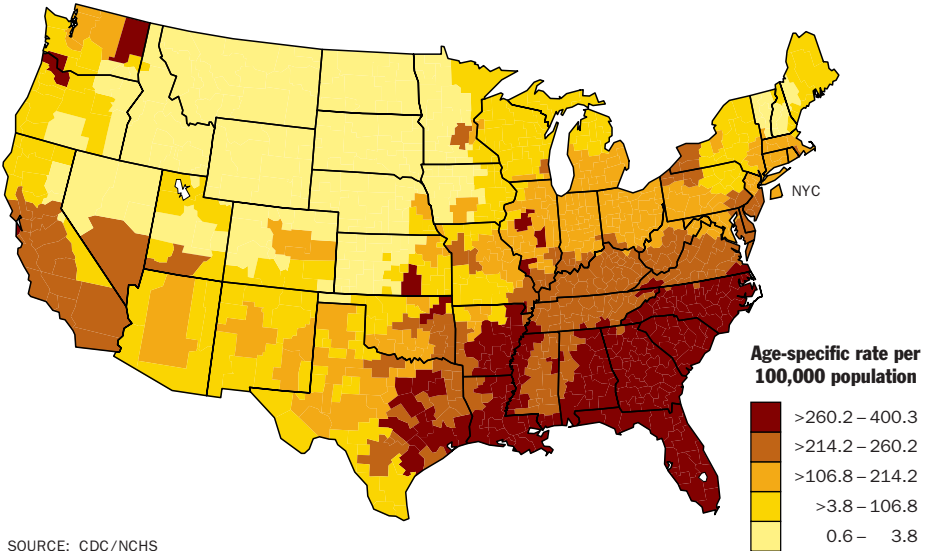 NYC
Age-specific rate per
100,000 population
>260.2 – 400.3
>214.2 – 260.2
>106.8 – 214.2
>3.8 – 106.8
0.6 – 3.8
SOURCE: CDC/NCHS